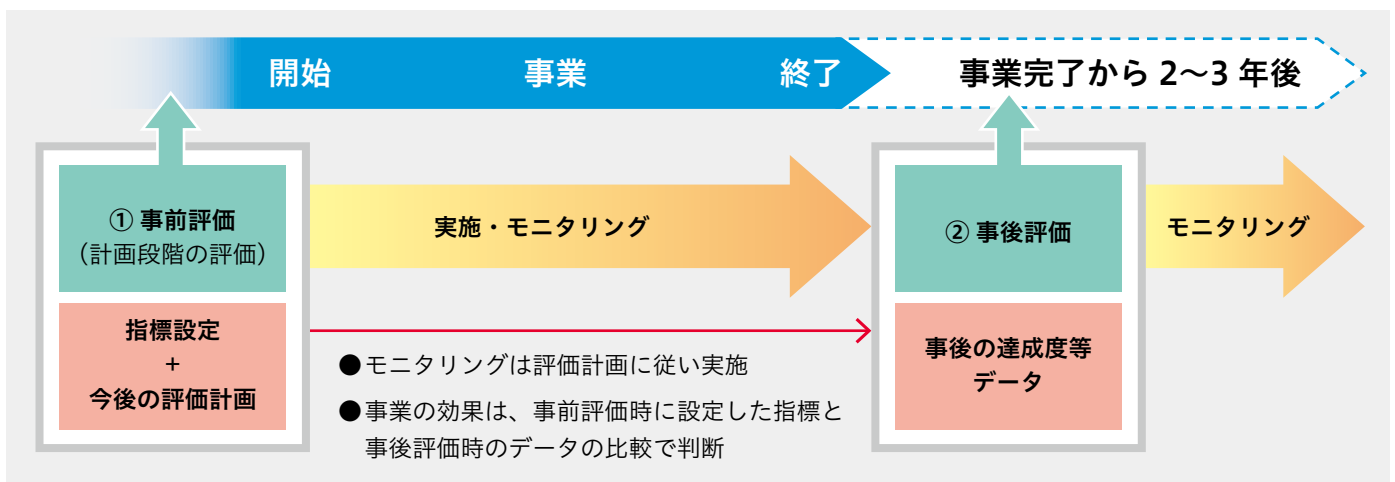 開始 事業 終了 事業完了から 2〜3 年後
① 事前評価
（計画段階の評価）
指標設定
+
今後の評価計画
実施・モニタリング
●モニタリングは評価計画に従い実施
●事業の効果は、事前評価時に設定した指標と
事後評価時のデータの比較で判断
② 事後評価
事後の達成度等
データ
モニタリング